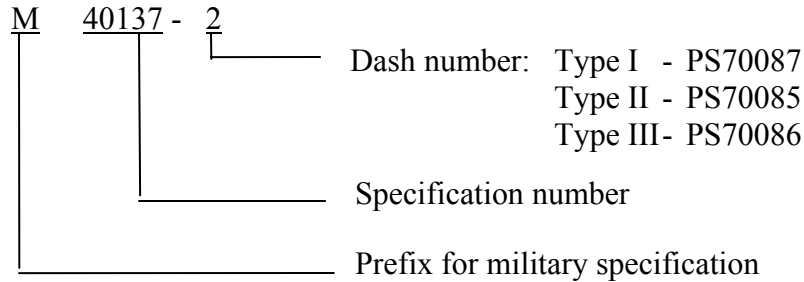 M 40137 - 2
Dash number: Type I - PS70087
Type II - PS70085
Type III- PS70086
Specification number
Prefix for military specification